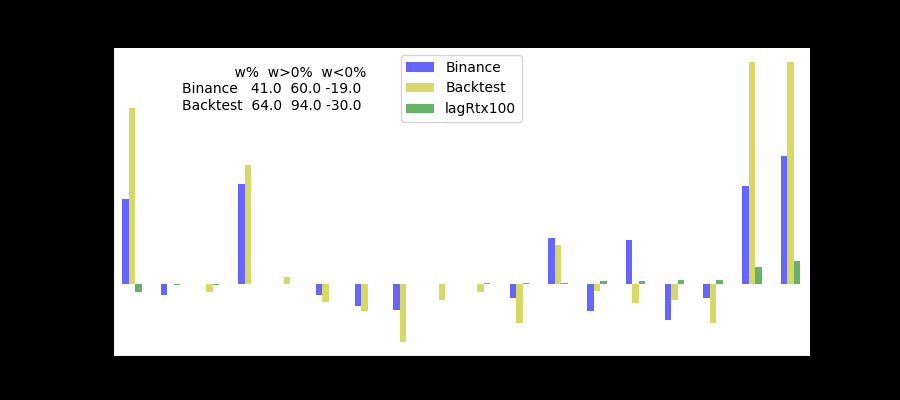 w%  w>0%  w<0%
Binance   41.0  60.0 -19.0
Backtest  64.0  94.0 -30.0
Binance
Backtest
lagRtx100